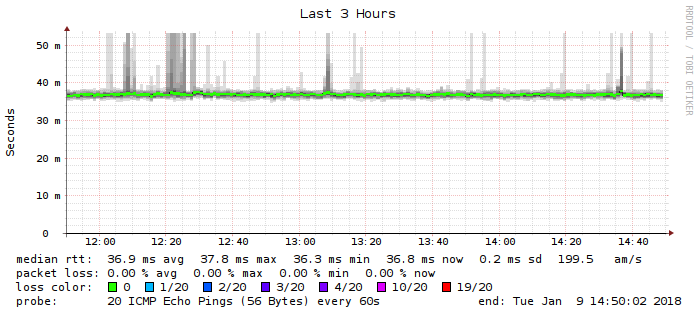 Last 3 Hours
RRDTOOL / TOBI OETIKER
Seconds
50 m
40 m
30 m
20 m
10 m
0
12:00 12:20 12:40 13:00 13:20 13:40 14:00 14:20 14:40
median rtt: 36.9 ms avg 37.8 ms max 36.3 ms min 36.8 ms now 0.2 ms sd 199.5 am/s
packet loss: 0.00 % avg 0.00 % max 0.00 % min 0.00 % now
loss color: 0 1/20 2/20 3/20 4/20 10/20 19/20
probe: 20 ICMP Echo Pings (56 Bytes) every 60s end: Tue Jan 9 14:50:02 2018